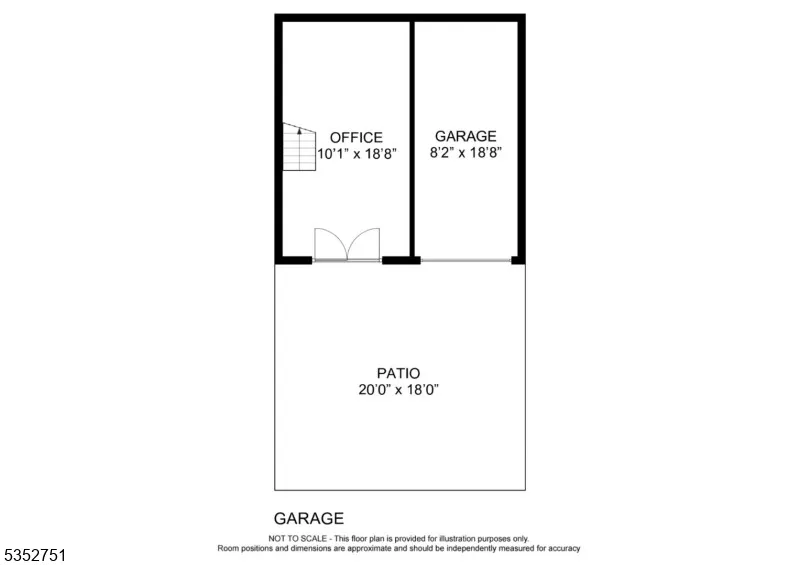 OFFICE
10'1" x 18'8"
GARAGE
8'2" x 18'8"
PATIO
20'0" x 18'0"
GARAGE
NOT TO SCALE - This floor plan is provided for illustration purposes only.
Room positions and dimensions are approximate and should be independently measured for accuracy
5352751